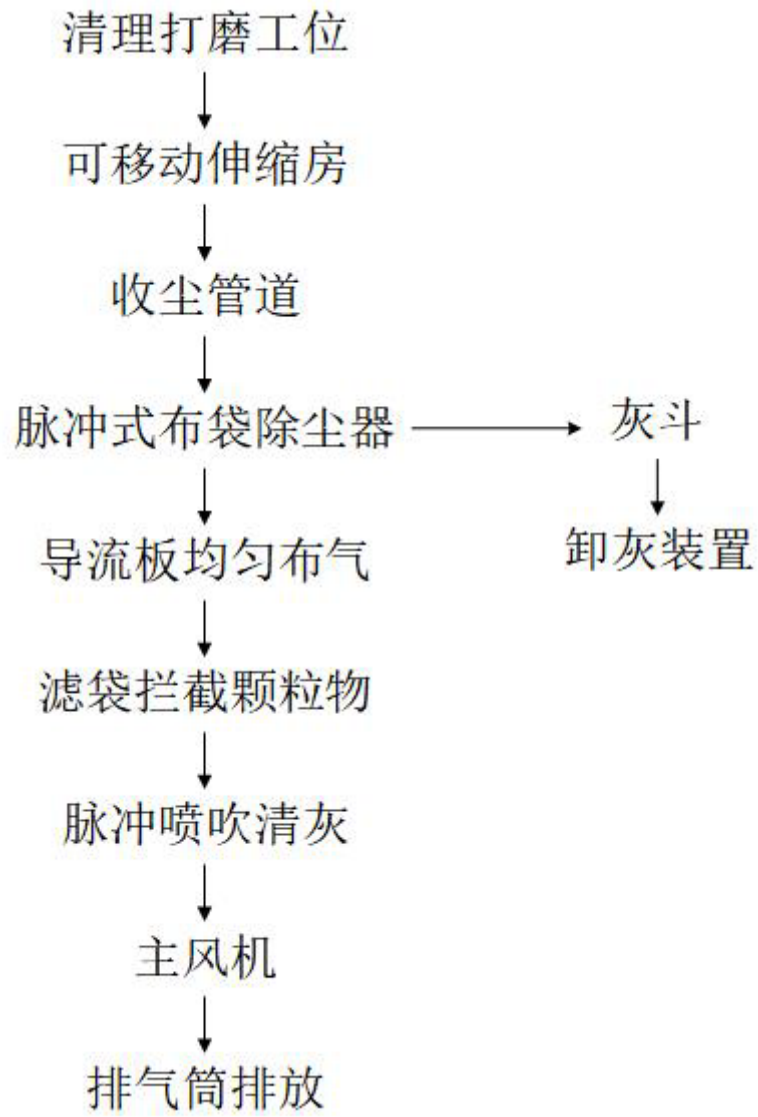 清理打磨工位
可移动伸缩房
收尘管道
脉冲式布袋除尘器
灰斗
导流板均匀布气
卸灰装置
滤袋拦截颗粒物
脉冲喷吹清灰
主风机
排气筒排放